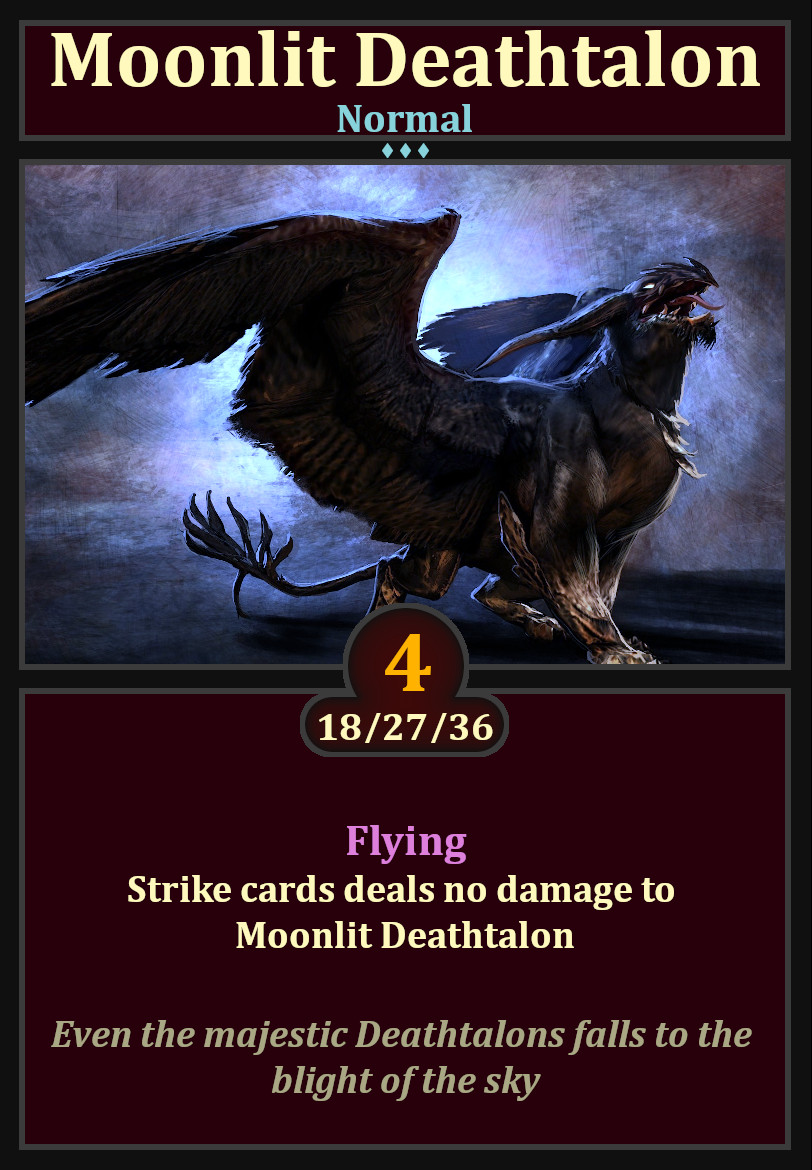 Moonlit Deathtalon
Normal
4
18/27/36
Flying
Strike cards deals no damage to
Moonlit Deathtalon
Even the majestic Deathtalons falls to the
blight of the sky